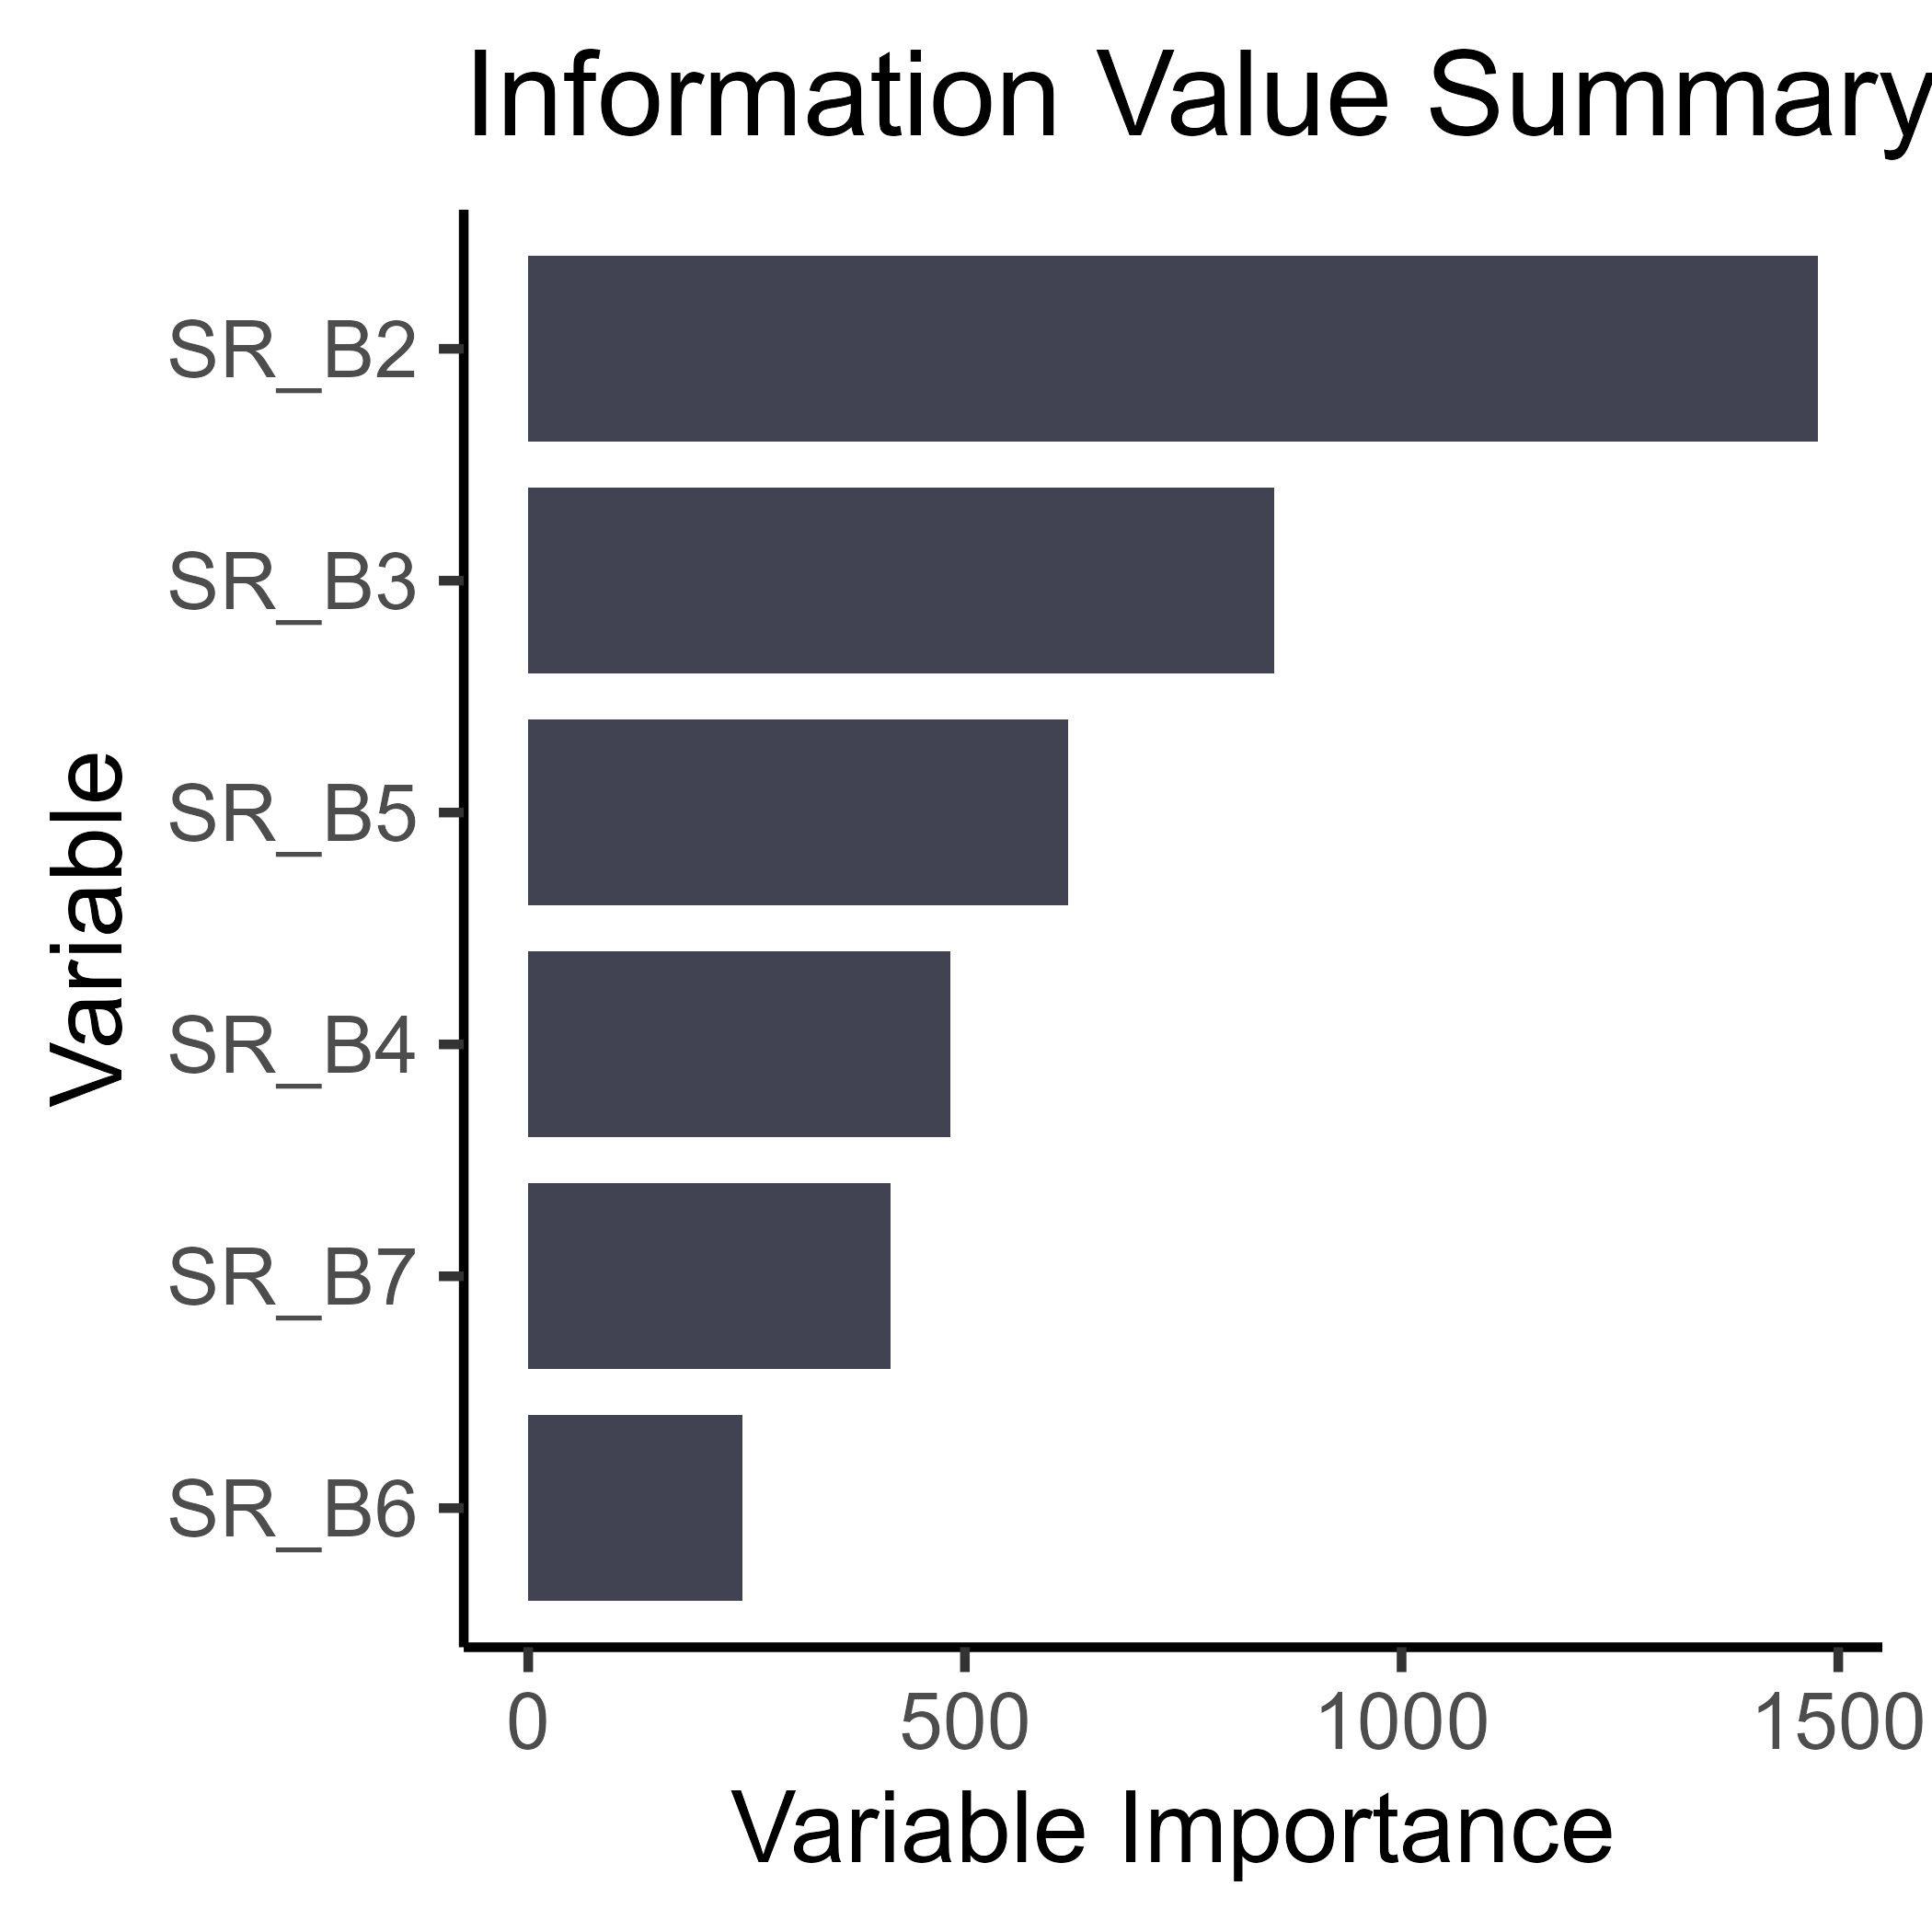 Information Value Summary
SR_B2
SR_B3
SR_B5
SR_B4
SR_B7
SR_B6
Variable
0 500 1000 1500
Variable Importance